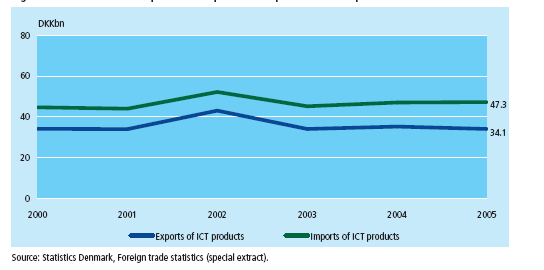 DKKbn
80
60
40
20
0
47.3
34.1
2000 2001 2002 2003 2004 2005
Exports of ICT products Imports of ICT products
Source: Statistics Denmark, Foreign trade statistics (special extract).